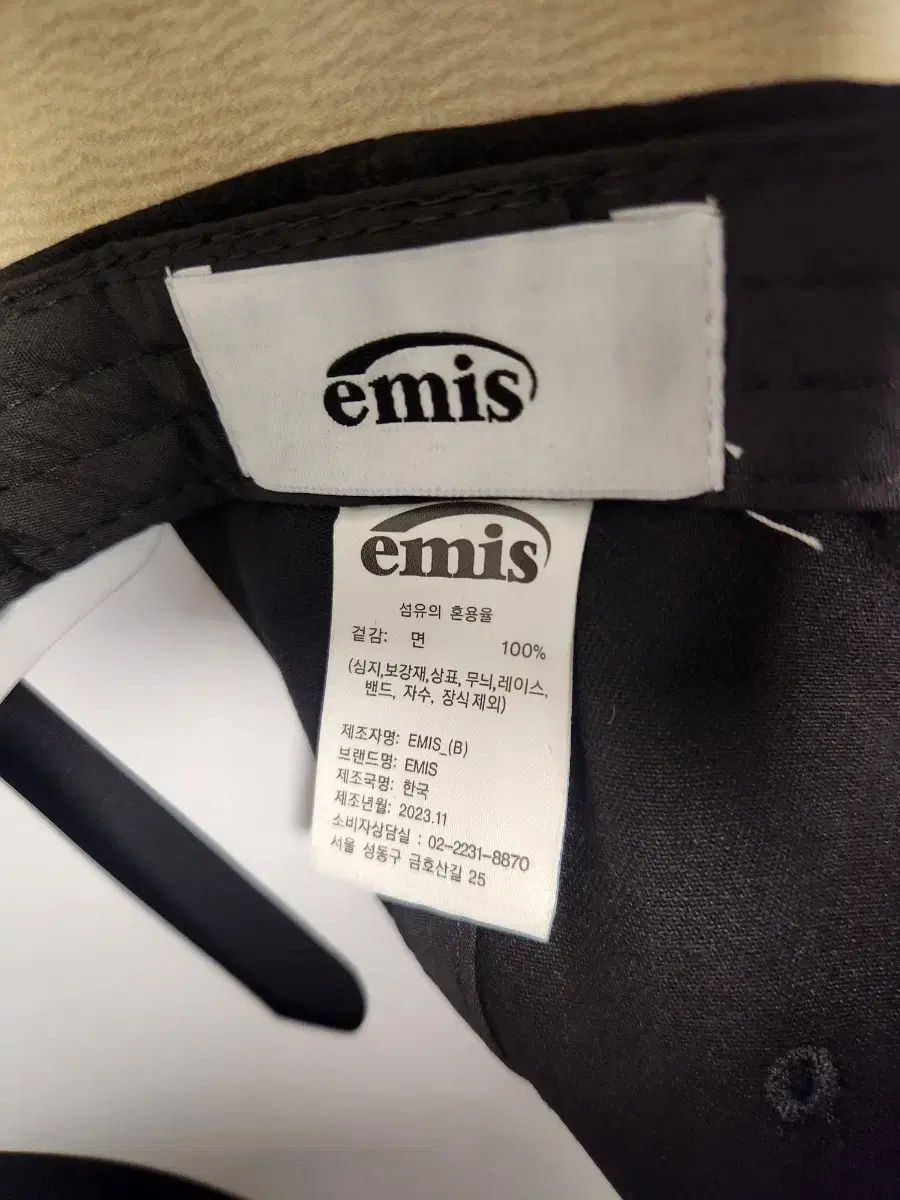 emis
emis
섬유의 혼용율
겉감: 면 100%
(심지,보강재,상표,무늬,레이스,
밴드, 자수, 장식제외)
제조자명: EMIS_(B)
브랜드명: EMIS
제조국명: 한국
제조년월: 2023.11
소비자상담실 : 02-2231-8870
서울 성동구 금호산길 25